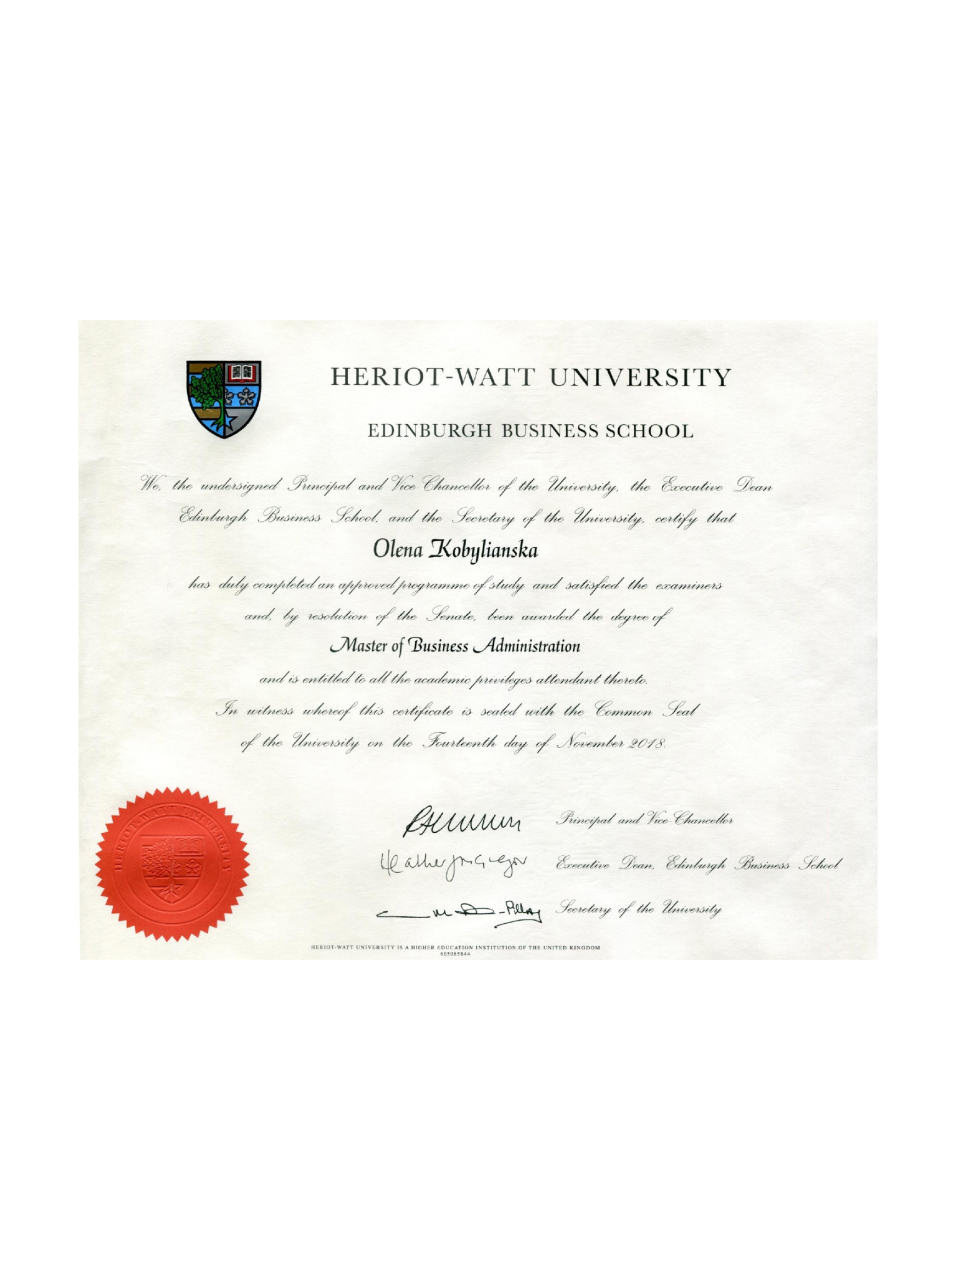 HERIOT-WATT UNIVERSITY
EDINBURGH BUSINESS SCHOOL
We, the undersigned Principal and Vice-Chancellor of the University, the Executive Dean
Edinburgh Business School, and the Secretary of the University, certify that
Olena Kobylianska
has duly completed an approved programme of study and satisfied the examiners
and, by resolution of the Senate, been awarded the degree of
Master of Business Administration
and is entitled to all the academic privileges attendant thereto.
In witness whereof this certificate is sealed with the Common Seal
of the University on the Fourteenth day of November 2018.
Principal and Vice-Chancellor
Executive Dean, Edinburgh Business School
Secretary of the University
HERIOT-WATT UNIVERSITY
HERIOT-WATT UNIVERSITY IS A HIGHER EDUCATION INSTITUTION OF THE UNITED KINGDOM